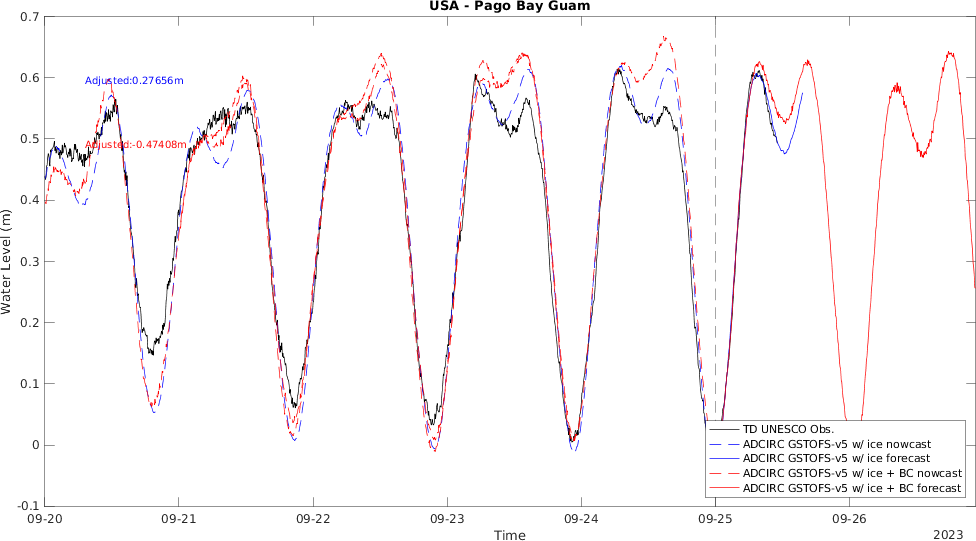 USA - Pago Bay Guam
0.7
0.6
0.5
0.4
0.3
0.2
0.1
0
-0.1
Water Level (m)
Adjusted:0.27656m
Adjusted:-0.47408m
TD UNESCO Obs.
ADCIRC GSTOFS-v5 w/ ice nowcast
ADCIRC GSTOFS-v5 w/ ice forecast
ADCIRC GSTOFS-v5 w/ ice + BC nowcast
ADCIRC GSTOFS-v5 w/ ice + BC forecast
09-20 09-21 09-22 09-23 09-24 09-25 09-26
Time
2023